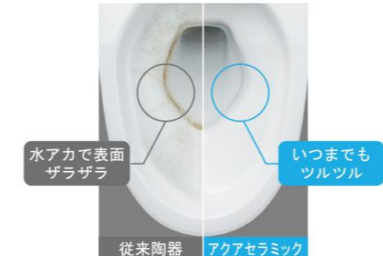 水アカで表面
ザラザラ
いつまでも
ツルツル
従来陶器
アクアセラミック